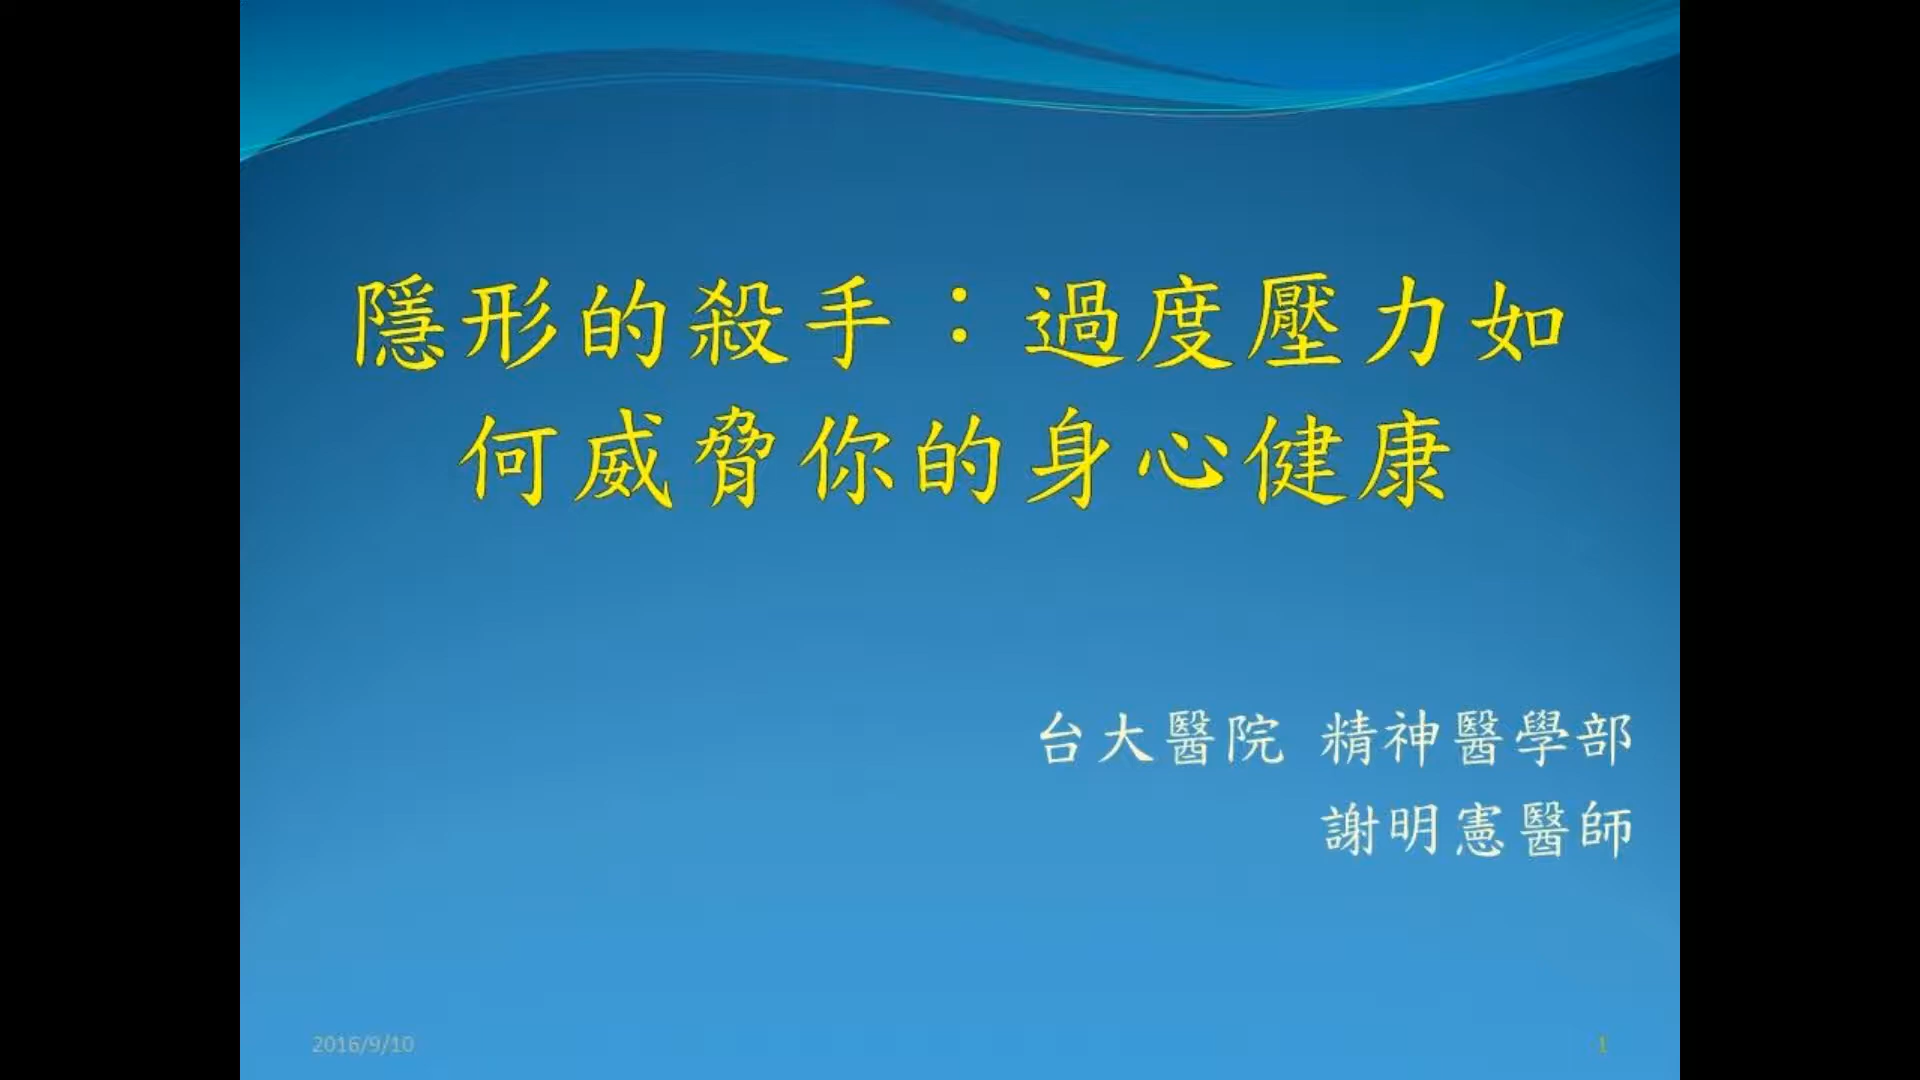 隱形的殺手：過度壓力如
何威脅你的身心健康
台大醫院 精神醫學部
謝明憲醫師
2016/9/10
1